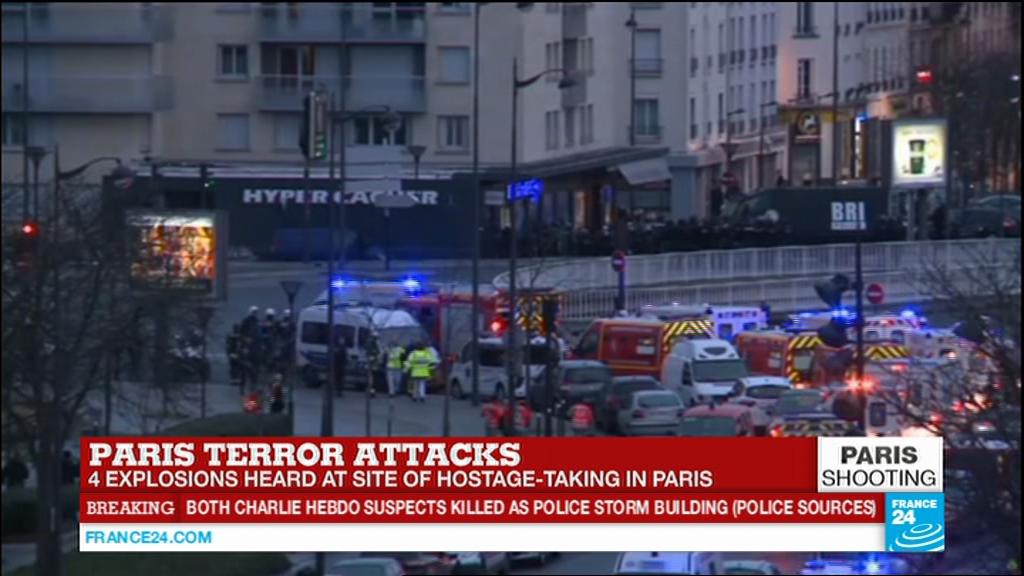 HYPER CACHER
BRI
PARIS TERROR ATTACKS
4 EXPLOSIONS HEARD AT SITE OF HOSTAGE-TAKING IN PARIS
PARIS
SHOOTING
BREAKING BOTH CHARLIE HEBDO SUSPECTS KILLED AS POLICE STORM BUILDING (POLICE SOURCES)
FRANCE
24
FRANCE24.COM